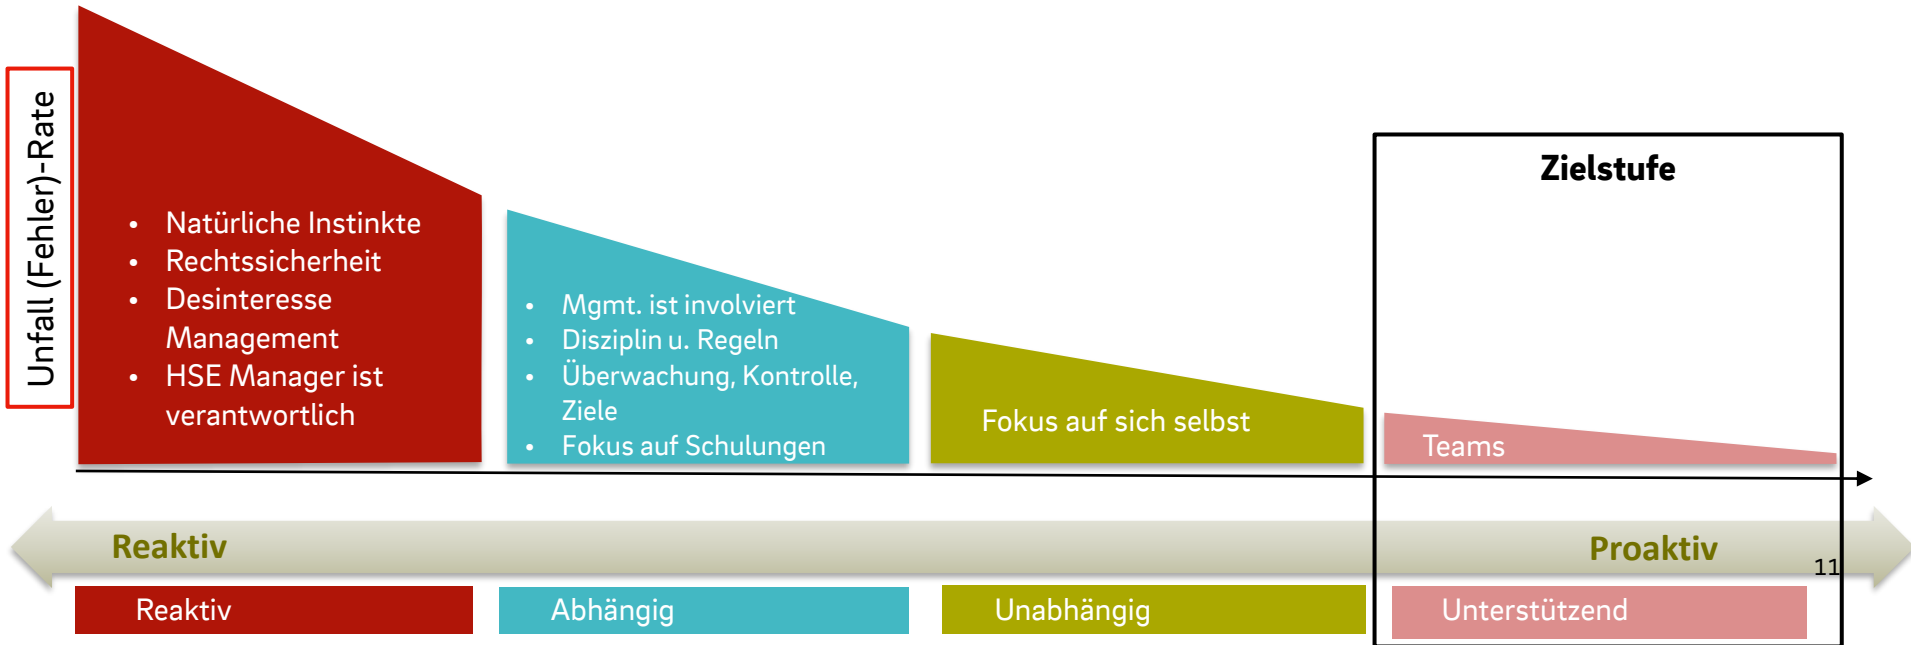 Unfall (Fehler)-Rate
• Natürliche Instinkte
• Rechtssicherheit
• Desinteresse
Management
• HSE Manager ist
verantwortlich
• Mgmt. ist involviert
• Disziplin u. Regeln
• Überwachung, Kontrolle,
Ziele
• Fokus auf Schulungen
Fokus auf sich selbst
Zielstufe
Teams
Reaktiv
Proaktiv
11
Reaktiv
Abhängig
Unabhängig
Unterstützend